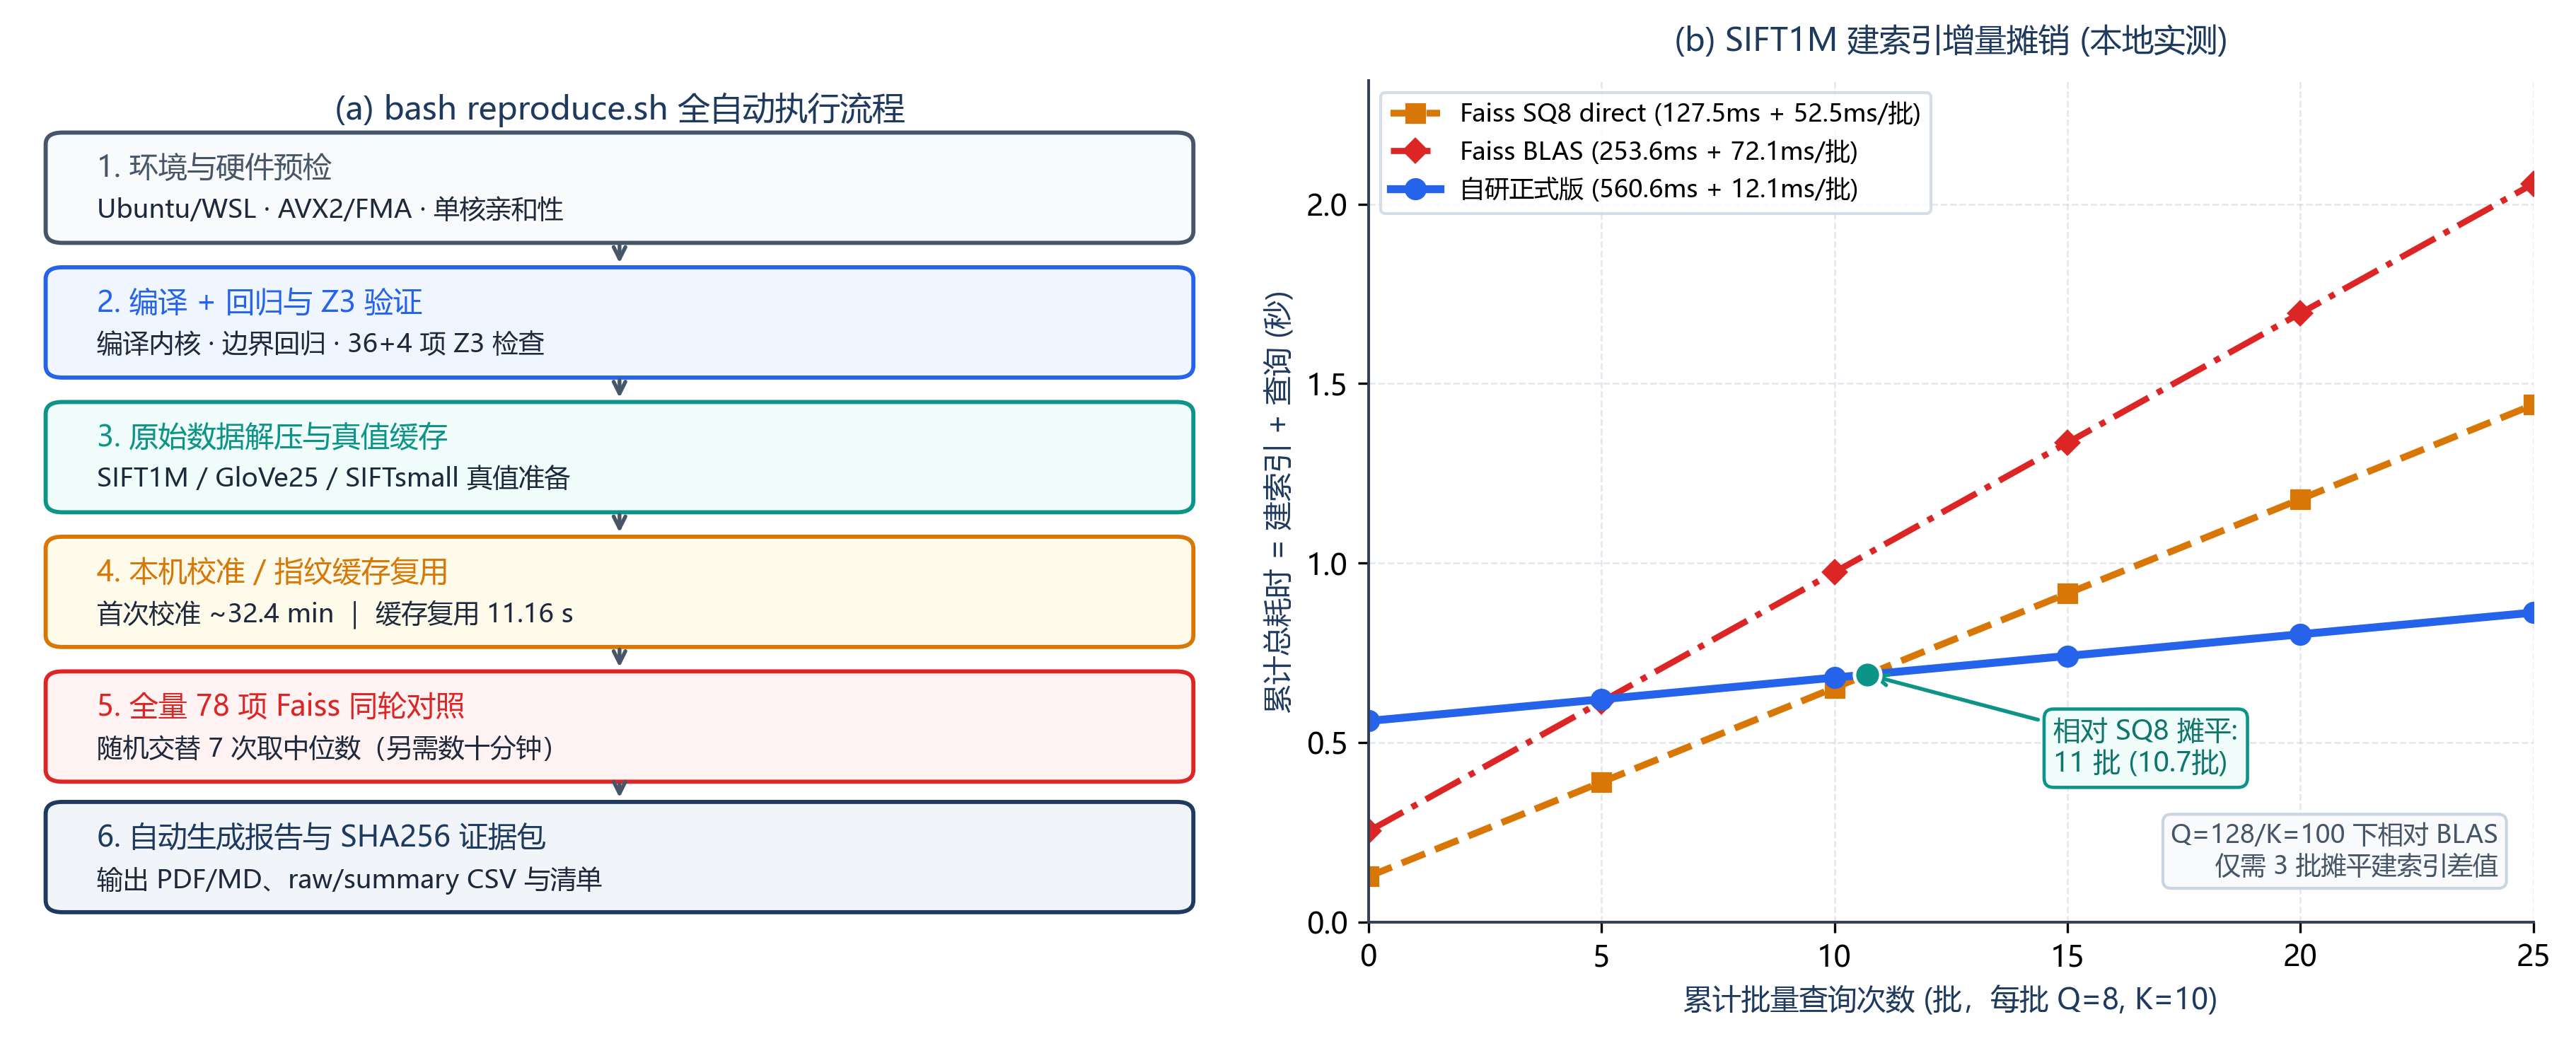 (a) bash reproduce.sh 全自动执行流程
1. 环境与硬件预检
Ubuntu/WSL · AVX2/FMA · 单核亲和性
2. 编译 + 回归与 Z3 验证
编译内核 · 边界回归 · 36+4 项 Z3 检查
3. 原始数据解压与真值缓存
SIFT1M / GloVe25 / SIFTsmall 真值准备
4. 本机校准 / 指纹缓存复用
首次校准 ~32.4 min ｜ 缓存复用 11.16 s
5. 全量 78 项 Faiss 同轮对照
随机交替 7 次取中位数（另需数十分钟）
6. 自动生成报告与 SHA256 证据包
输出 PDF/MD、raw/summary CSV 与清单
(b) SIFT1M 建索引增量摊销 (本地实测)
Faiss SQ8 direct (127.5ms + 52.5ms/批)
Faiss BLAS (253.6ms + 72.1ms/批)
自研正式版 (560.6ms + 12.1ms/批)
累计总耗时 = 建索引 + 查询 (秒)
2.0
1.5
1.0
0.5
0.0
相对 SQ8 摊平:
11 批 (10.7批)
Q=128/K=100 下相对 BLAS
仅需 3 批摊平建索引差值
0
5
10
15
20
25
累计批量查询次数 (批，每批 Q=8, K=10)